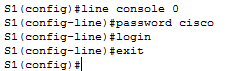 S1(config)#line console 0
S1(config-line)#password cisco
S1(config-line)#login
S1(config-line)#exit
S1(config)#